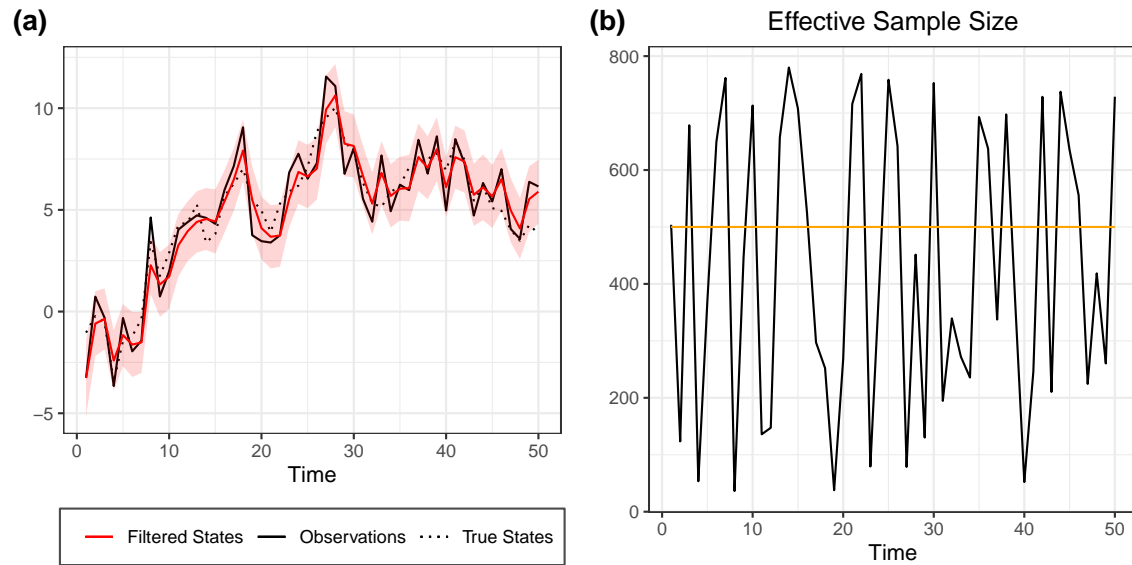 (a)
10
5
0
−5
0
10
20
30
40
50
Time
Filtered States
Observations
True States
(b)
Effective Sample Size
800
600
400
200
0
0
10
20
30
40
50
Time